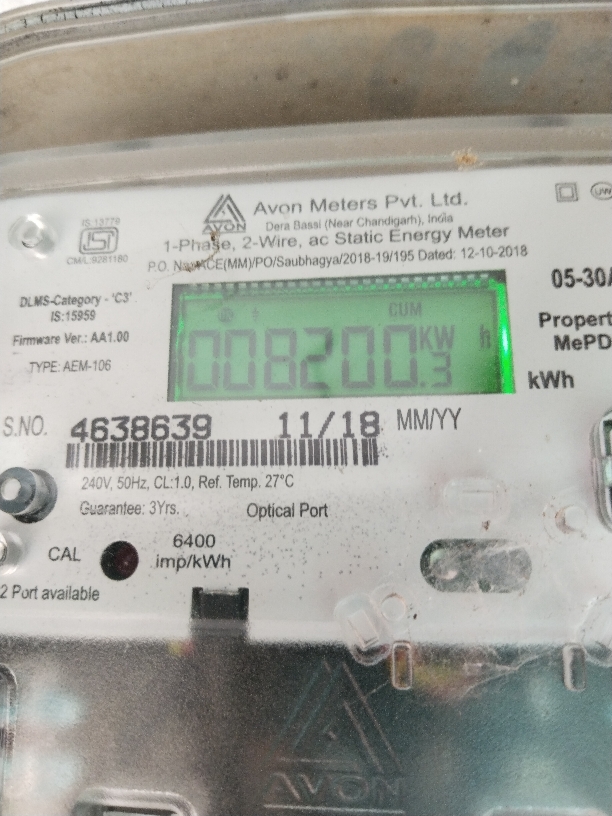 Avon Meters Pvt. Ltd.
AVON
Dera Bassi (Near Chandigarh), India
IS:13779
ISI
CM/L:9281180
1-Phase, 2-Wire, ac Static Energy Meter
ACE(MM)/PO/Saubhagya/2018-19/195 Dated: 12-10-2018
05-30A
DLMS-Category - 'C3'
IS:15959
Firmware Ver.: AA1.00
TYPE: AEM-106
CUM
008200.3 KW h
kWh
Propert
MePD
S.NO. 4638639 11/18 MM/YY
240V, 50Hz, CL:1.0, Ref. Temp. 27°C
Guarantee: 3Yrs. Optical Port
CAL
6400
imp/kWh
2 Port available
AVON